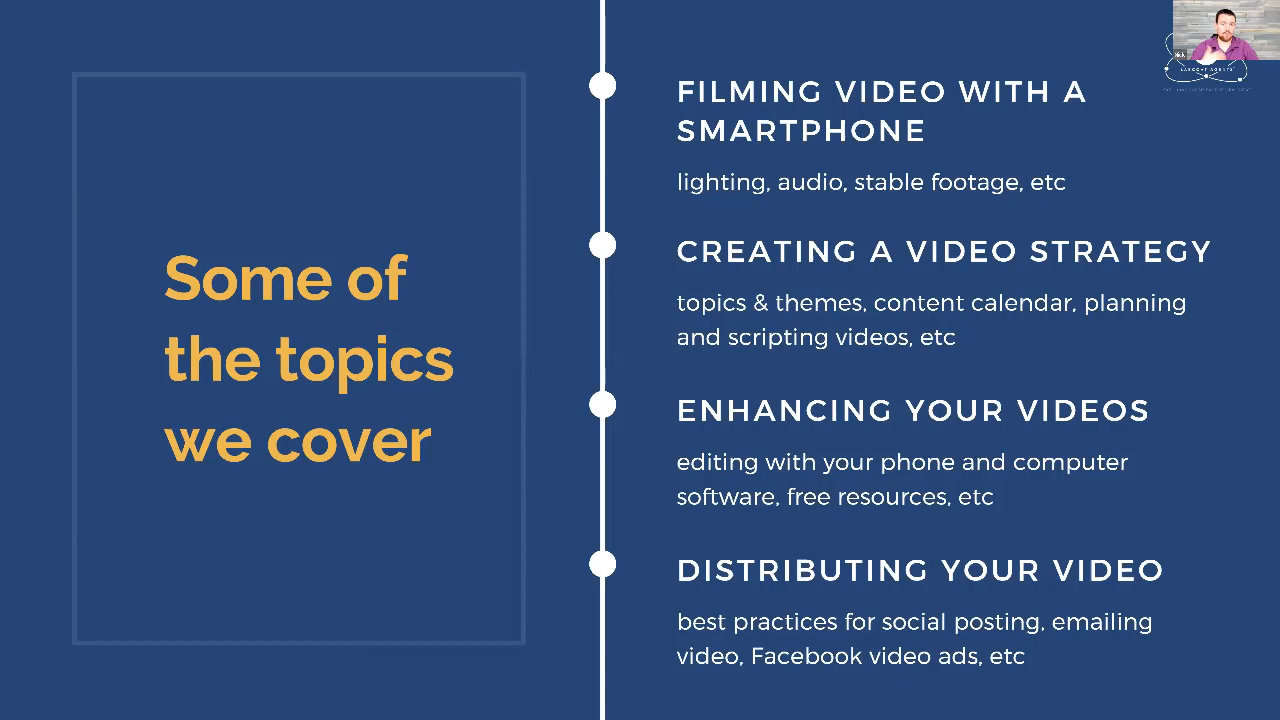 Some of
the topics
we cover
FILMING VIDEO WITH A
SMARTPHONE
lighting, audio, stable footage, etc
CREATING A VIDEO STRATEGY
topics & themes, content calendar, planning
and scripting videos, etc
ENHANCING YOUR VIDEOS
editing with your phone and computer
software, free resources, etc
DISTRIBUTING YOUR VIDEO
best practices for social posting, emailing
video, Facebook video ads, etc
LABCOAT AGENTS